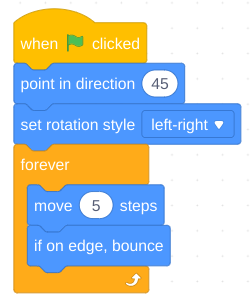 when clicked
point in direction 45
set rotation style left-right
forever
move 5 steps
if on edge, bounce